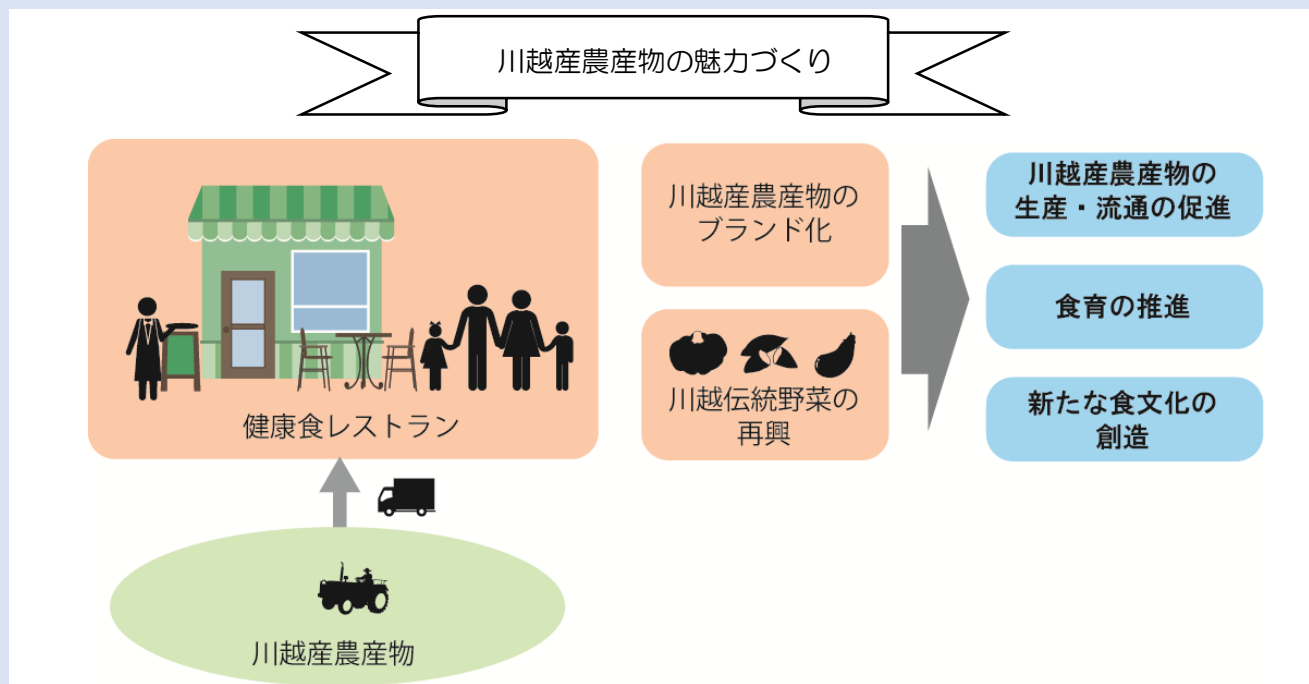 川越産農産物の魅力づくり
健康食レストラン
川越産農産物
川越産農産物の
ブランド化
川越伝統野菜の
再興
川越産農産物の
生産・流通の促進
食育の推進
新たな食文化の
創造